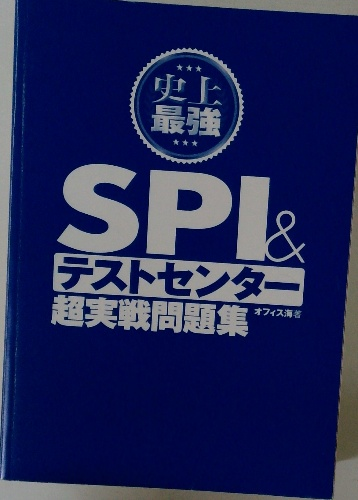 史上
最強
SPI&
テストセンター
超実戦問題集
オフィス海 著